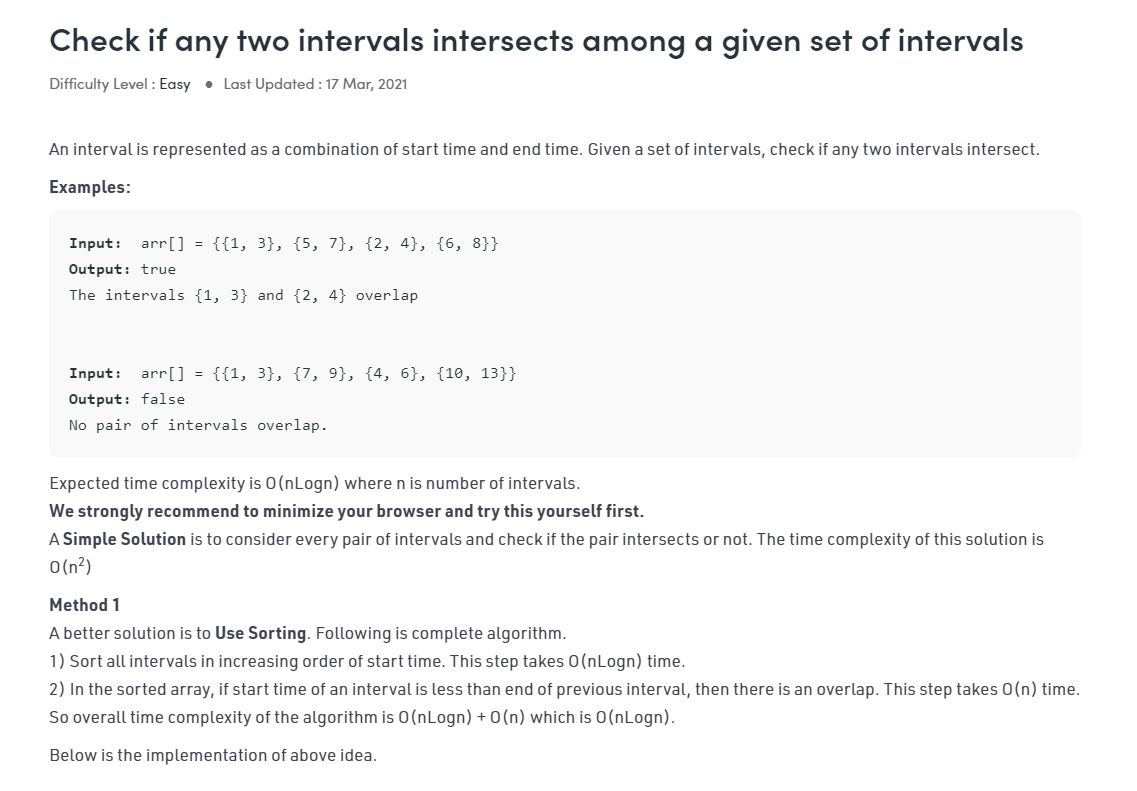 Check if any two intervals intersects among a given set of intervals
Difficulty Level : Easy ● Last Updated : 17 Mar, 2021
An interval is represented as a combination of start time and end time. Given a set of intervals, check if any two intervals intersect.
Examples:
Input:  arr[] = {{1, 3}, {5, 7}, {2, 4}, {6, 8}}
Output: true
The intervals {1, 3} and {2, 4} overlap
Input:  arr[] = {{1, 3}, {7, 9}, {4, 6}, {10, 13}}
Output: false
No pair of intervals overlap.
Expected time complexity is O(nLogn) where n is number of intervals.
We strongly recommend to minimize your browser and try this yourself first.
A Simple Solution is to consider every pair of intervals and check if the pair intersects or not. The time complexity of this solution is
O(n²)
Method 1
A better solution is to Use Sorting. Following is complete algorithm.
1) Sort all intervals in increasing order of start time. This step takes O(nLogn) time.
2) In the sorted array, if start time of an interval is less than end of previous interval, then there is an overlap. This step takes O(n) time.
So overall time complexity of the algorithm is O(nLogn) + O(n) which is O(nLogn).
Below is the implementation of above idea.